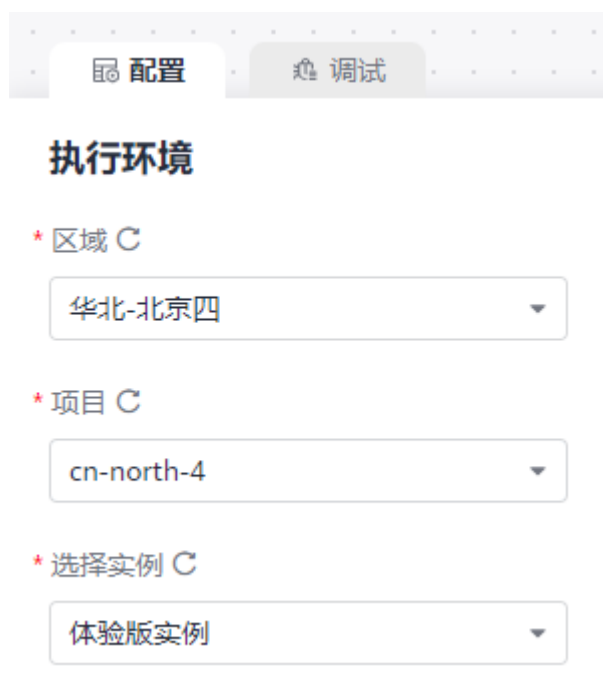 配置 调试
执行环境
* 区域
华北-北京四
* 项目
cn-north-4
* 选择实例
体验版实例